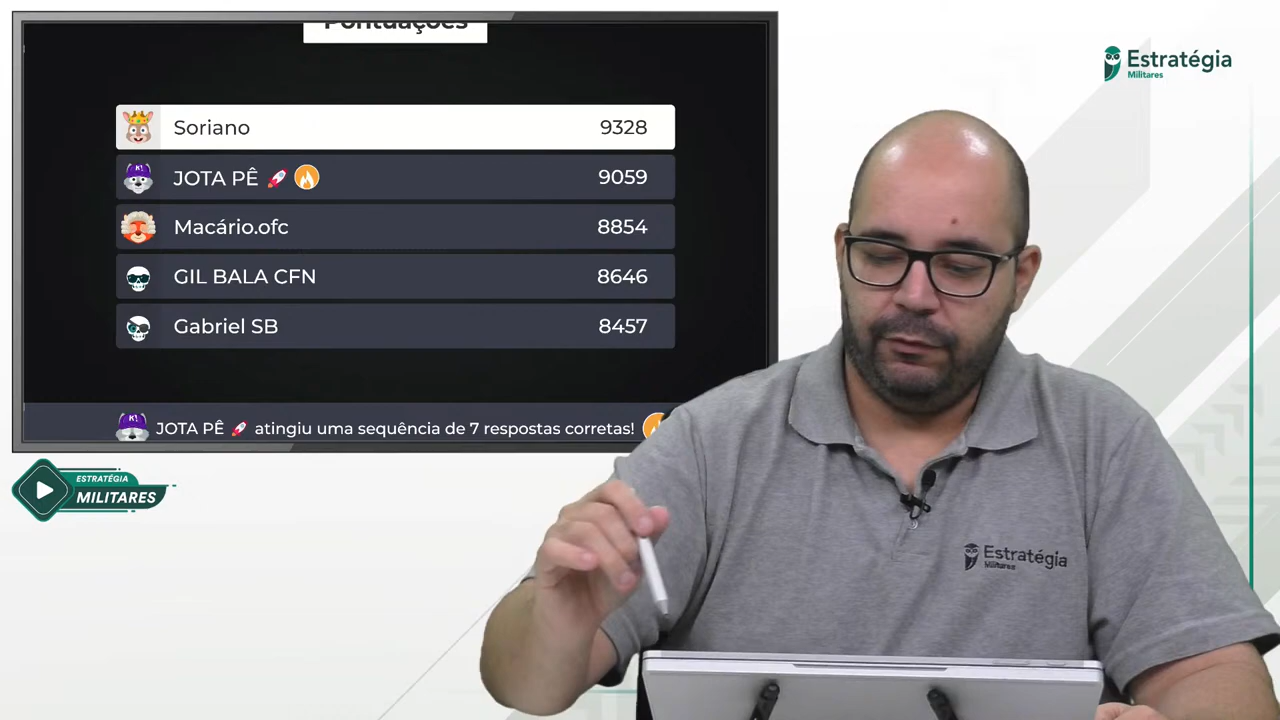 Pontuações
Soriano 9328
JOTA PÊ 9059
Macário.ofc 8854
GIL BALA CFN 8646
Gabriel SB 8457
K!
K!
JOTA PÊ atingiu uma sequência de 7 respostas corretas!
ESTRATÉGIA
MILITARES
Estratégia
Militares
Estratégia
Militares